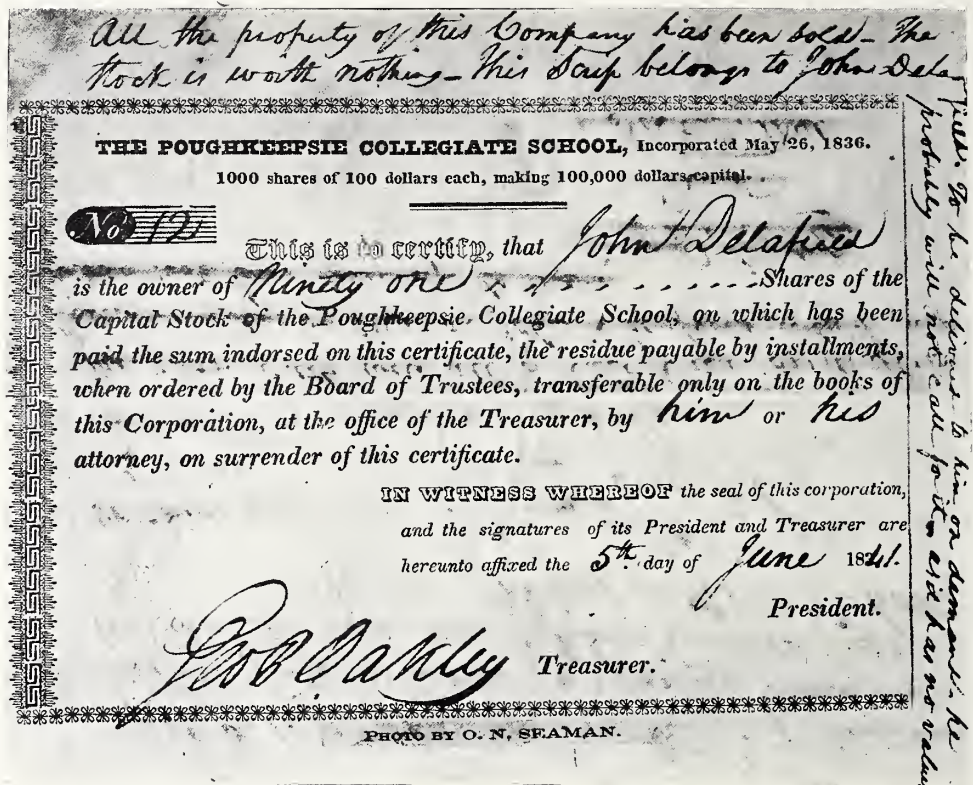 All the property of this Company has been sold – The
stock is worth nothing – This Scrip belongs to John Dela
field. To be delivered to him on demand – he
probably will not call for it – as it has no value
THE POUGHKEEPSIE COLLEGIATE SCHOOL, Incorporated May 26, 1836.
1000 shares of 100 dollars each, making 100,000 dollars capital.
No 12
This is to certify, that John Delafield
is the owner of Ninety one Shares of the
Capital Stock of the Poughkeepsie Collegiate School, on which has been
paid the sum indorsed on this certificate, the residue payable by installments,
when ordered by the Board of Trustees, transferable only on the books of
this Corporation, at the office of the Treasurer, by him or his
attorney, on surrender of this certificate.
IN WITNESS WHEREOF the seal of this corporation,
and the signatures of its President and Treasurer are
hereunto affixed the 5th day of June 1841.
President.
Geo P Oakley Treasurer.
PHOTO BY O. N. SEAMAN.